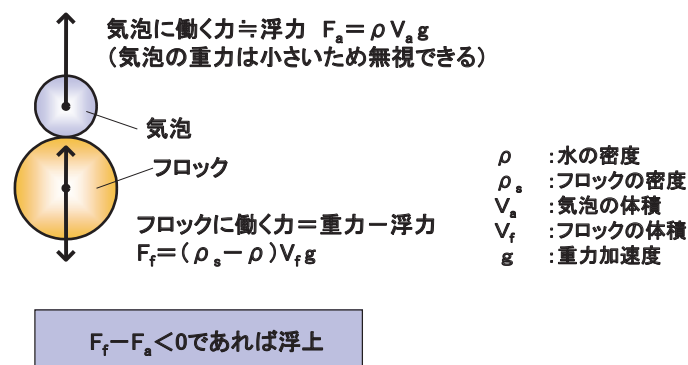 気泡に働く力≒浮力 Fa=ρVag
（気泡の重力は小さいため無視できる）
気泡
フロック
フロックに働く力=重力ー浮力
Ff=(ρs－ρ)Vfg
ρ ：水の密度
ρs ：フロックの密度
Va ：気泡の体積
Vf ：フロックの体積
g ：重力加速度
Ff－Fa＜0であれば浮上